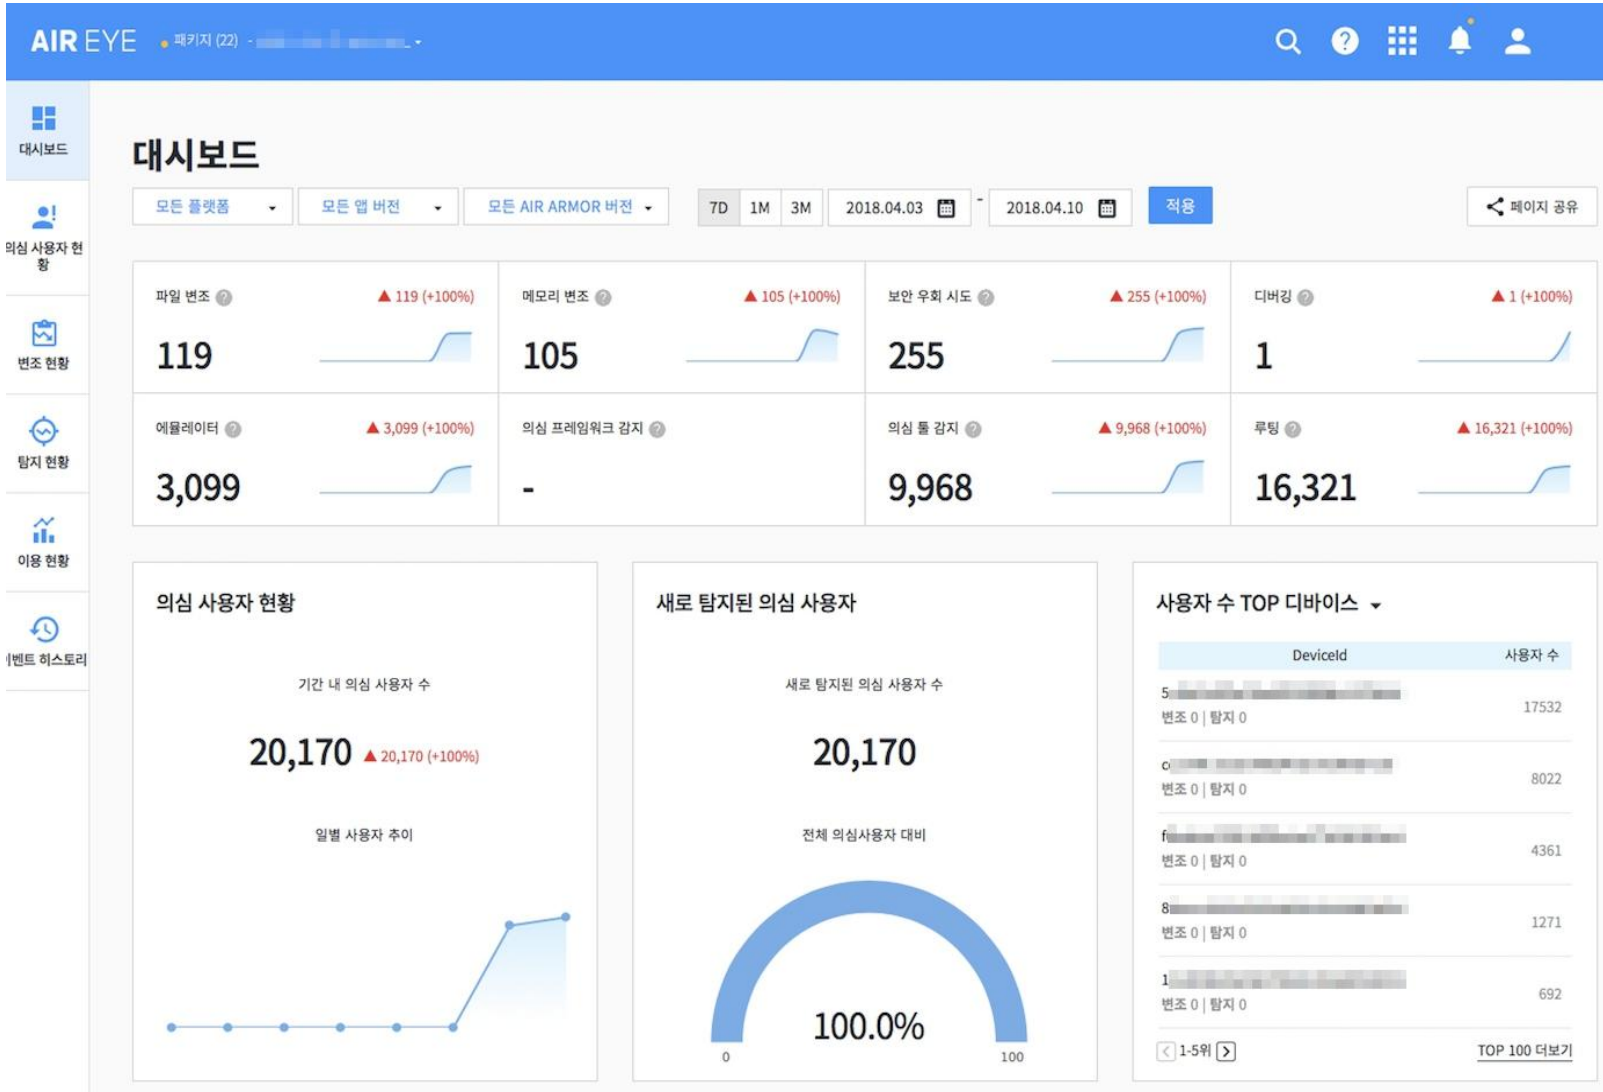 AIR EYE
패키지 (22) -
대시보드
의심 사용자 현
황
변조 현황
탐지 현황
이용 현황
벤트 히스토리
대시보드
모든 플랫폼
모든 앱 버전
모든 AIR ARMOR 버전
7D 1M 3M
2018.04.03 - 2018.04.10
적용
페이지 공유
파일 변조 ? ▲ 119 (+100%)
119
메모리 변조 ? ▲ 105 (+100%)
105
보안 우회 시도 ? ▲ 255 (+100%)
255
디버깅 ? ▲ 1 (+100%)
1
에뮬레이터 ? ▲ 3,099 (+100%)
3,099
의심 프레임워크 감지 ?
-
의심 툴 감지 ? ▲ 9,968 (+100%)
9,968
루팅 ? ▲ 16,321 (+100%)
16,321
의심 사용자 현황
기간 내 의심 사용자 수
20,170 ▲ 20,170 (+100%)
일별 사용자 추이
새로 탐지된 의심 사용자
새로 탐지된 의심 사용자 수
20,170
전체 의심사용자 대비
100.0%
0 100
사용자 수 TOP 디바이스
DeviceId 사용자 수
5
변조 0 | 탐지 0
17532
c
변조 0 | 탐지 0
8022
f
변조 0 | 탐지 0
4361
8
변조 0 | 탐지 0
1271
1
변조 0 | 탐지 0
692
1-5위
TOP 100 더보기